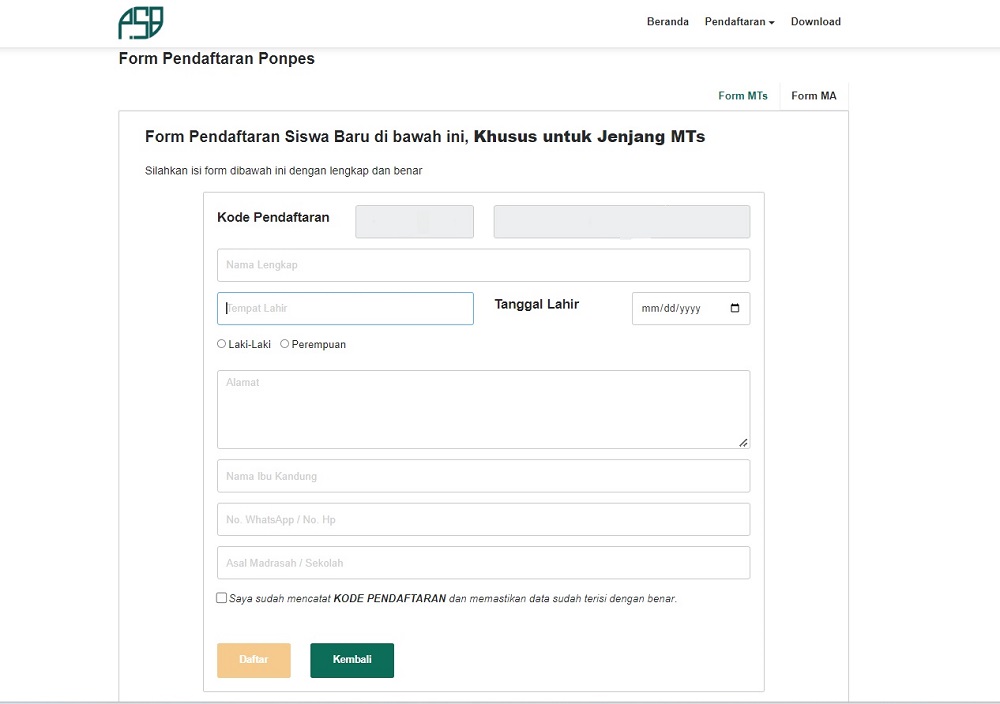 ASB
Beranda Pendaftaran Download
Form Pendaftaran Ponpes
Form MTs Form MA
Form Pendaftaran Siswa Baru di bawah ini, Khusus untuk Jenjang MTs
Silahkan isi form dibawah ini dengan lengkap dan benar
Kode Pendaftaran
Nama Lengkap
Tempat Lahir Tanggal Lahir mm/dd/yyyy
Laki-Laki Perempuan
Alamat
Nama Ibu Kandung
No. WhatsApp / No. Hp
Asal Madrasah / Sekolah
Saya sudah mencatat KODE PENDAFTARAN dan memastikan data sudah terisi dengan benar.
Daftar Kembali